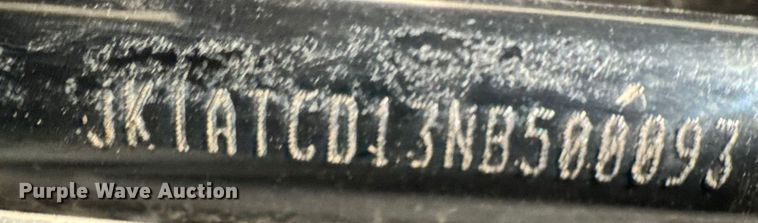 JK1ATCD13NB500093
Purple Wave Auction